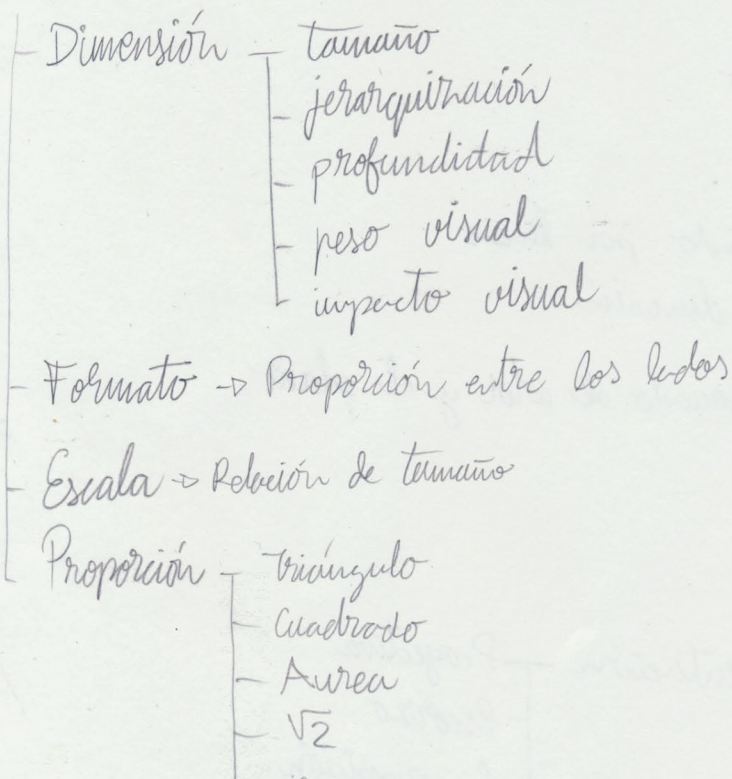 Dimensión - tamaño
- jerarquización
- profundidad
- peso visual
- impacto visual
- Formato → Proporción entre los lados
- Escala → Relación de tamaño
Proporción - triángulo
- Cuadrado
- Aurea
- √2